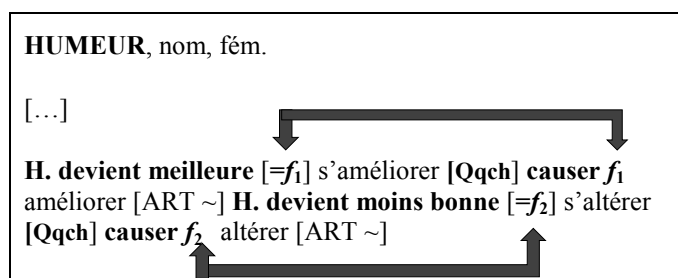 HUMEUR, nom, fém.
[…]
H. devient meilleure [=f₁] s’améliorer [Qqch] causer f₁
améliorer [ART ~] H. devient moins bonne [=f₂] s’altérer
[Qqch] causer f₂ altérer [ART ~]